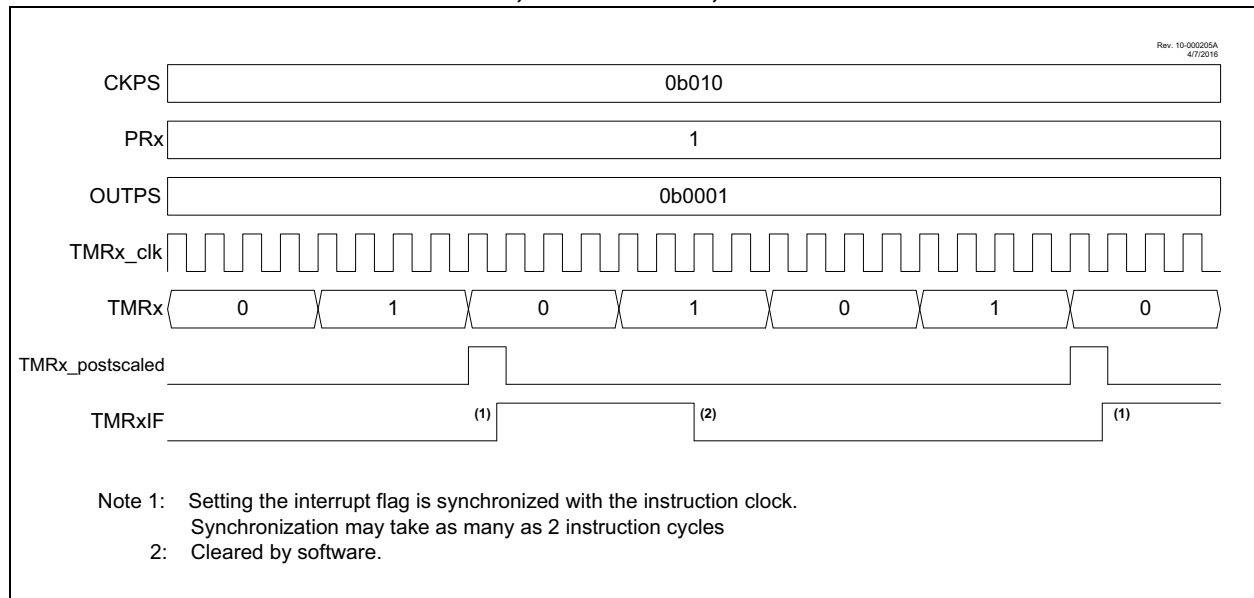 Rev. 10-000205A
4/7/2016
CKPS 0b010
PRx 1
OUTPS 0b0001
TMRx_clk
TMRx 0 1 0 1 0 1 0
TMRx_postscaled
TMRxIF (1) (2) (1)
Note 1: Setting the interrupt flag is synchronized with the instruction clock.
Synchronization may take as many as 2 instruction cycles
2: Cleared by software.